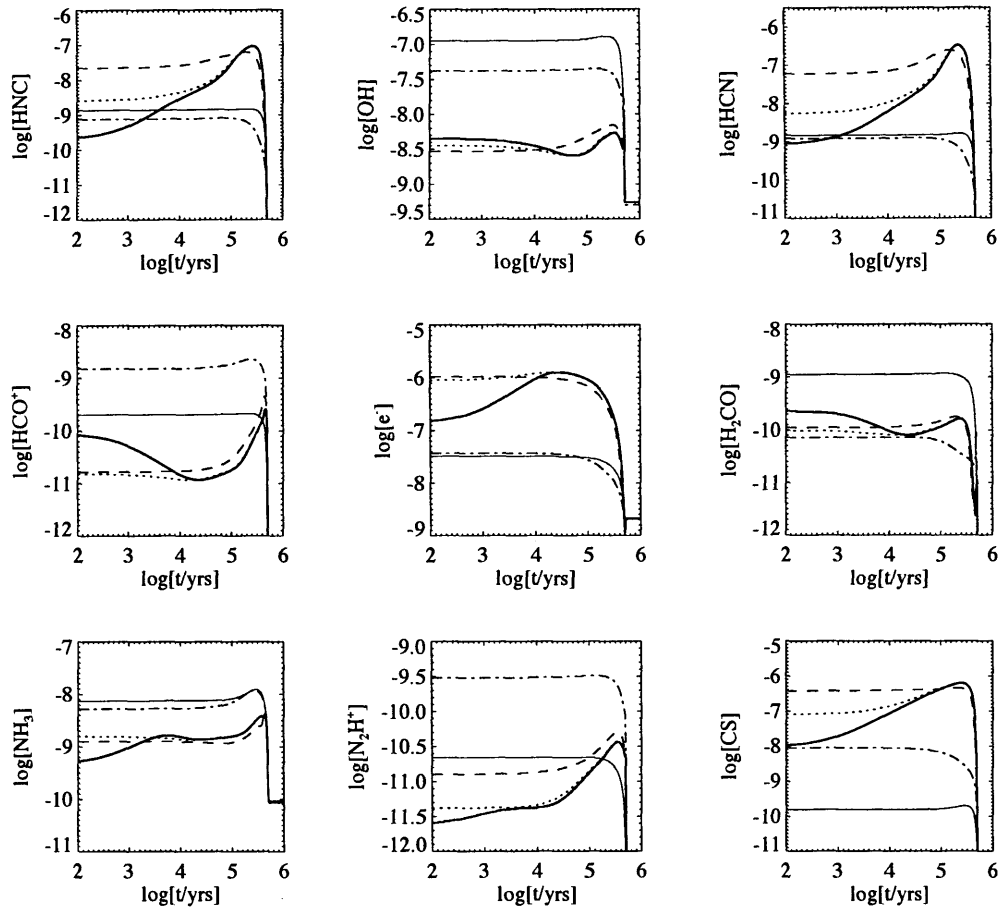 -6
-7
-8
-9
-10
-11
-12
log[HNC]
2 3 4 5 6
log[t/yrs]
-6.5
-7.0
-7.5
-8.0
-8.5
-9.0
-9.5
log[OH]
2 3 4 5 6
log[t/yrs]
-5
-6
-7
-8
-9
-10
-11
log[HCN]
2 3 4 5 6
log[t/yrs]
-8
-9
-10
-11
-12
log[HCO⁺]
2 3 4 5 6
log[t/yrs]
-5
-6
-7
-8
-9
log[e⁻]
2 3 4 5 6
log[t/yrs]
-8
-9
-10
-11
-12
log[H₂CO]
2 3 4 5 6
log[t/yrs]
-7
-8
-9
-10
-11
log[NH₃]
2 3 4 5 6
log[t/yrs]
-9.0
-9.5
-10.0
-10.5
-11.0
-11.5
-12.0
log[N₂H⁺]
2 3 4 5 6
log[t/yrs]
-5
-6
-7
-8
-9
-10
-11
log[CS]
2 3 4 5 6
log[t/yrs]